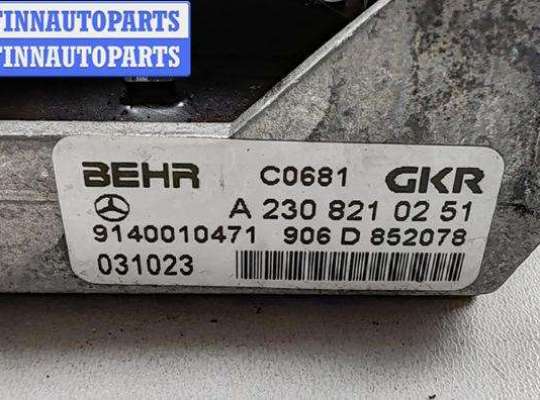 FINNAUTOPARTS
FINNAUTOPARTS
BEHR C0681 GKR
A 230 821 02 51
9140010471 906 D 852078
031023